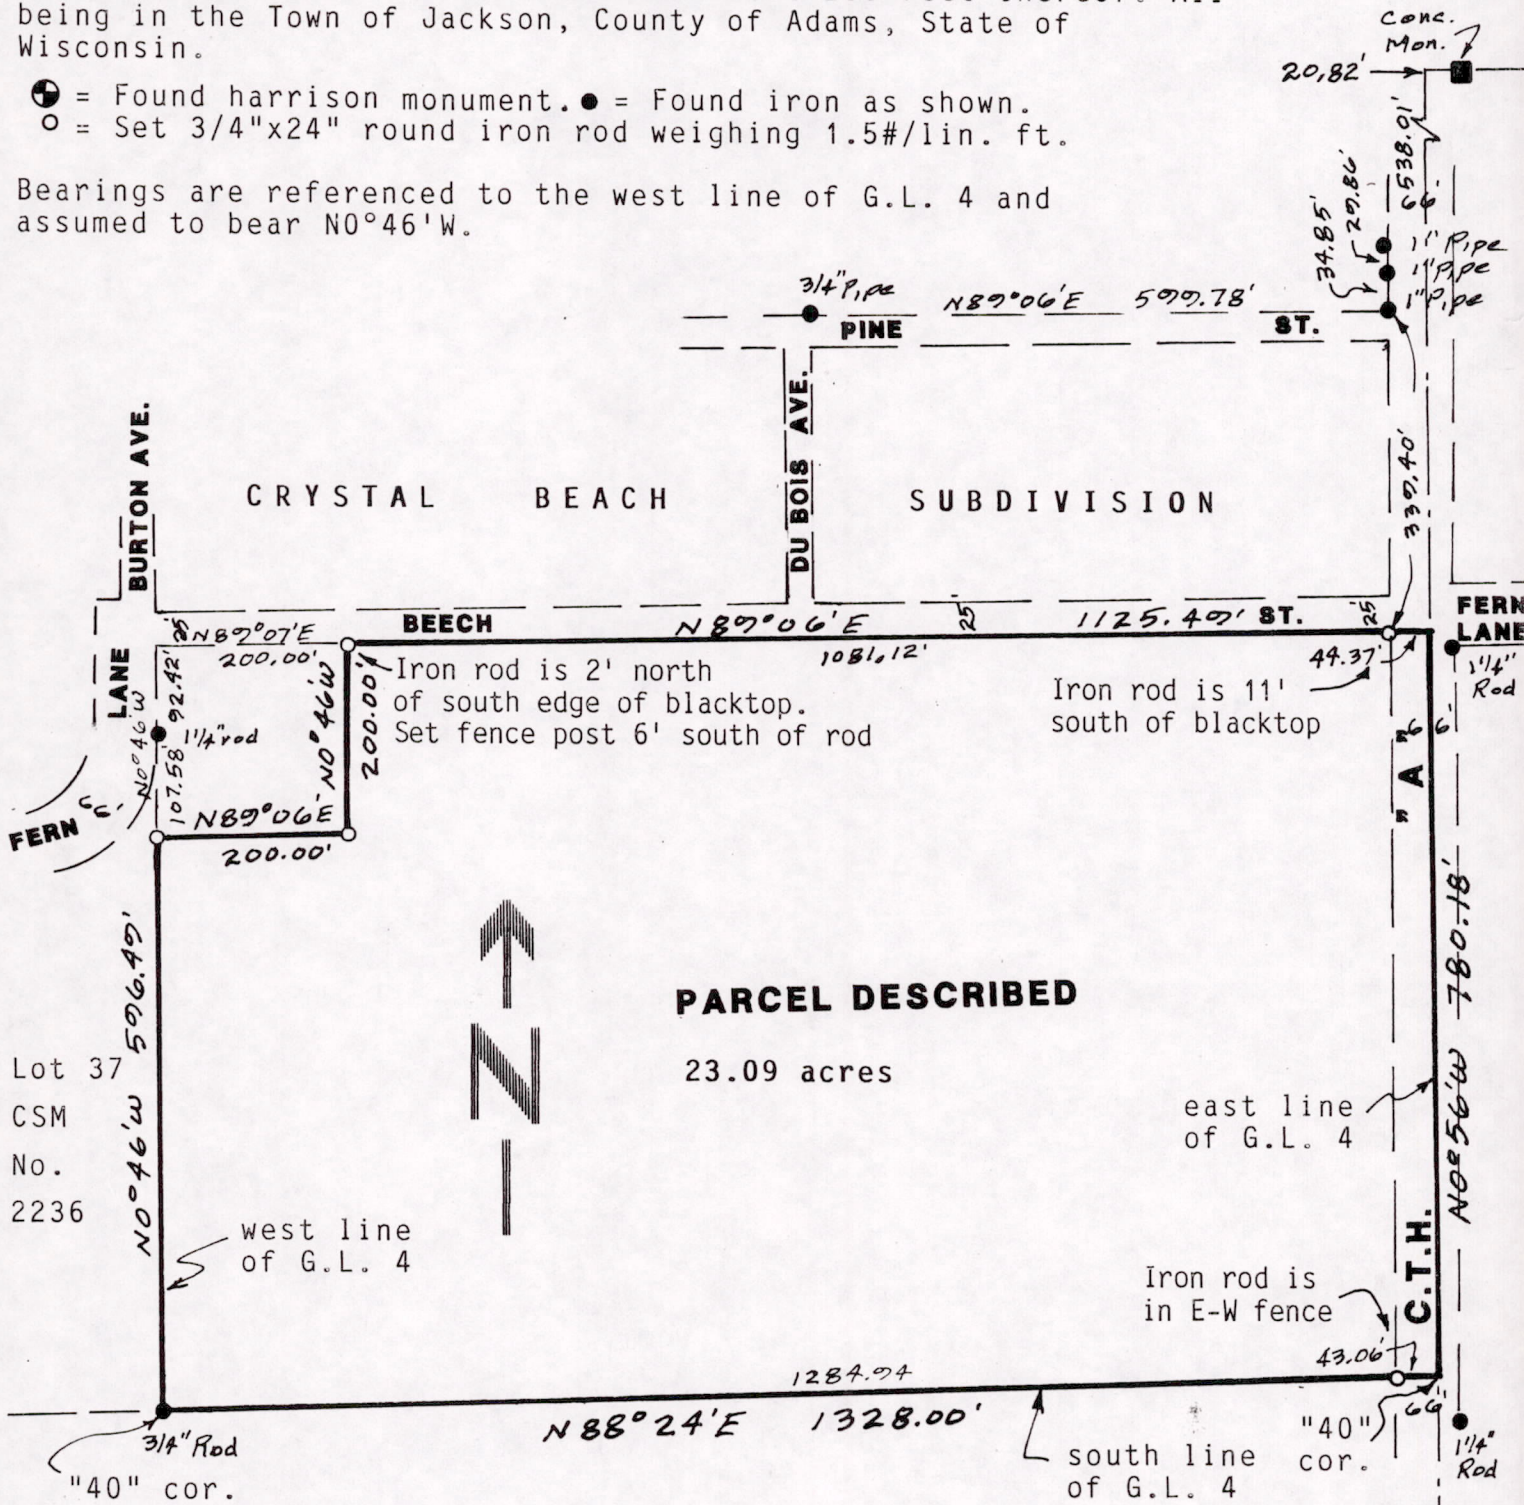 being in the Town of Jackson, County of Adams, State of
Wisconsin.
= Found harrison monument. ● = Found iron as shown.
○ = Set 3/4"x24" round iron rod weighing 1.5#/lin. ft.
Bearings are referenced to the west line of G.L. 4 and
assumed to bear N0°46'W.
Conc.
Mon.
20.82'
6538.01'
66'
29.86'
34.85'
1" Pipe
1" Pipe
1" Pipe
3/4" Pipe
N89°06'E 599.78'
PINE ST.
BURTON AVE.
DU BOIS AVE.
CRYSTAL BEACH SUBDIVISION
339.40'
25'
N89°07'E
200.00'
BEECH ST.
N89°06'E
25'
1125.49'
25'
1081.12'
44.37'
FERN
LANE
1 1/4"
Rod
LANE
N0°46'W
92.42'
1 1/4" rod
107.58'
N0°46'W
200.00'
Iron rod is 2' north
of south edge of blacktop.
Set fence post 6' south of rod
Iron rod is 11'
south of blacktop
66'
"A"
FERN
66'
N89°06'E
200.00'
PARCEL DESCRIBED
23.09 acres
N0°46'W 596.49'
Lot 37
CSM
No.
2236
N
780.18'
N0°56'W
east line
of G.L. 4
west line
of G.L. 4
C.T.H.
Iron rod is
in E-W fence
43.06'
1284.94
N88°24'E 1328.00'
66'
3/4" Rod
"40" cor.
south line
of G.L. 4
"40"
cor.
1 1/4"
Rod